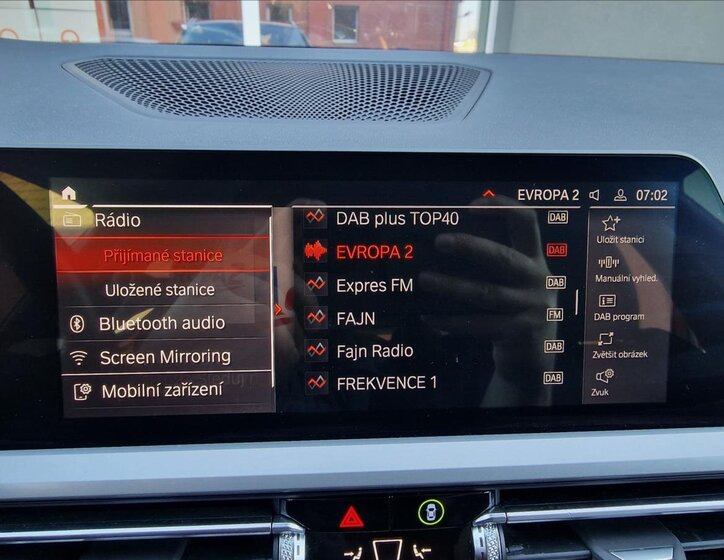 EVROPA 2
07:02
Rádio
Přijímané stanice
Uložené stanice
Bluetooth audio
Screen Mirroring
Mobilní zařízení
DAB plus TOP40 DAB
EVROPA 2 DAB
Expres FM DAB
FAJN FM
Fajn Radio DAB
FREKVENCE 1 DAB
Uložit stanici
Manuální vyhled.
DAB program
Zvětšit obrázek
Zvuk